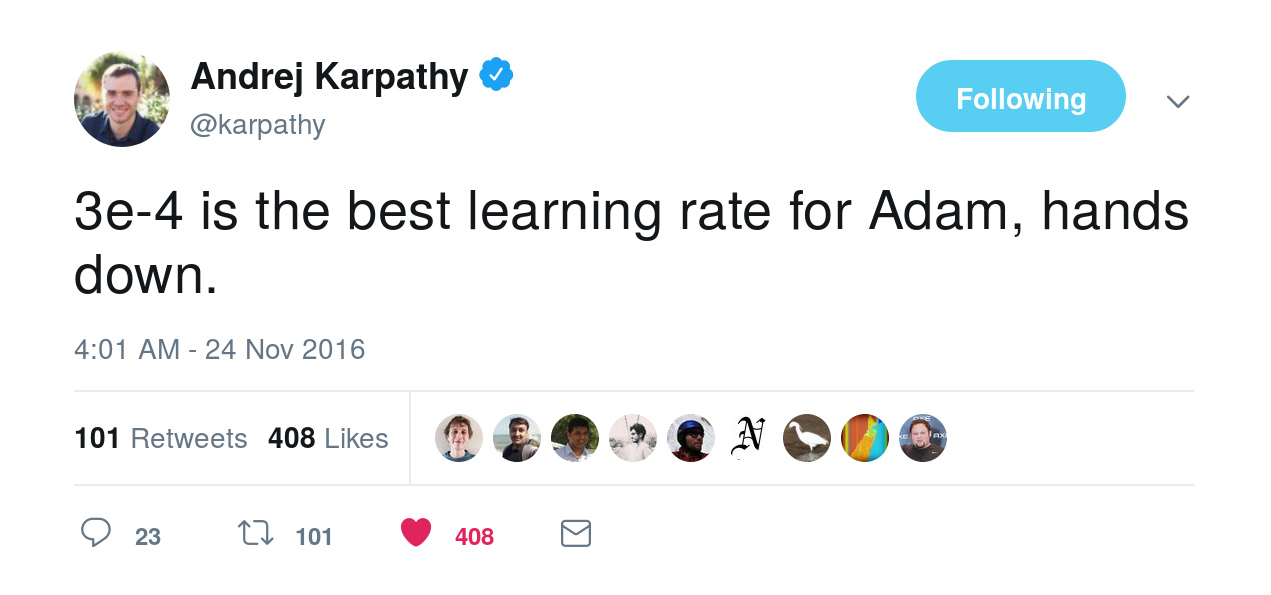 Andrej Karpathy
@karpathy
Following
3e-4 is the best learning rate for Adam, hands
down.
4:01 AM - 24 Nov 2016
101 Retweets 408 Likes
N
23 101 408